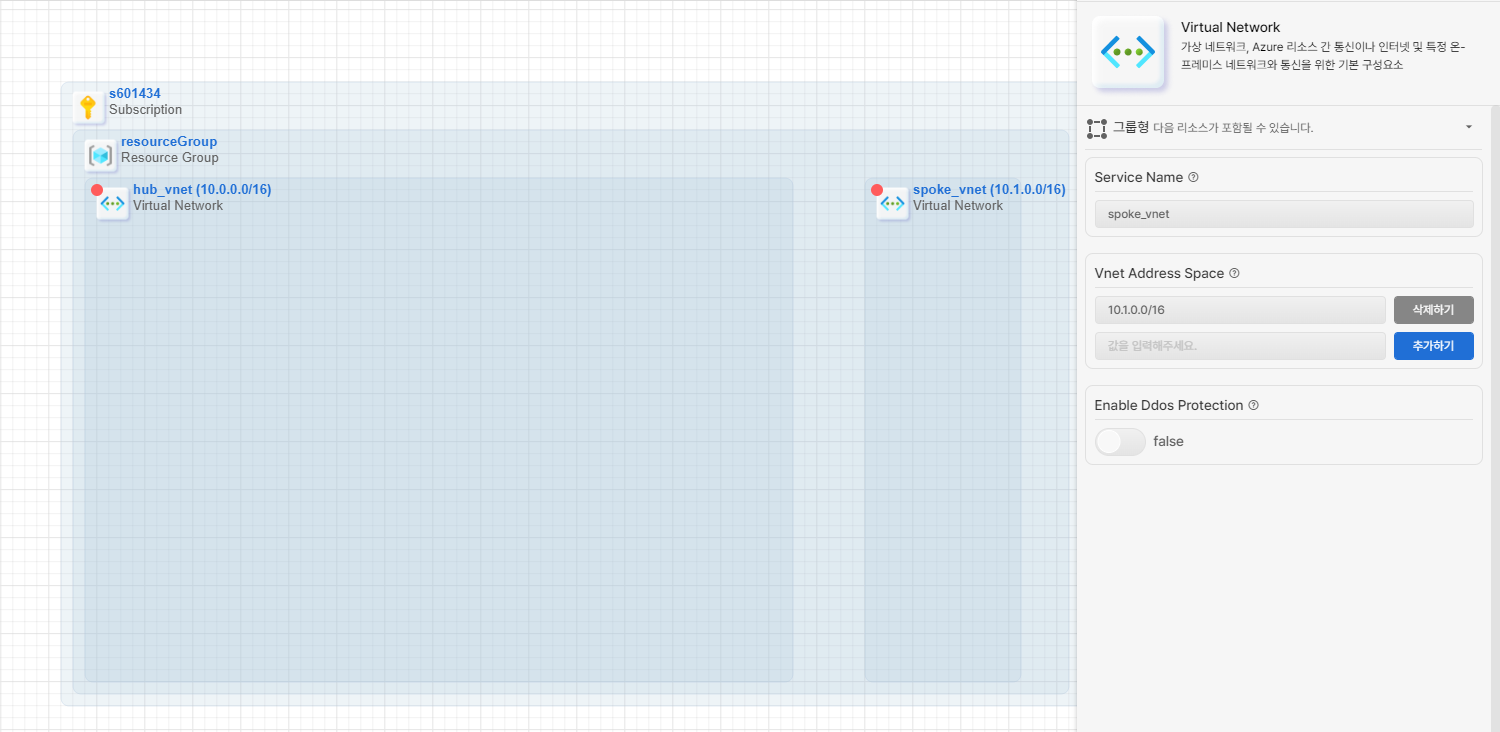 s601434
Subscription
resourceGroup
Resource Group
hub_vnet (10.0.0.0/16)
Virtual Network
spoke_vnet (10.1.0.0/16)
Virtual Network
Virtual Network
가상 네트워크, Azure 리소스 간 통신이나 인터넷 및 특정 온-
프레미스 네트워크와 통신을 위한 기본 구성요소
그룹형 다음 리소스가 포함될 수 있습니다.
Service Name
spoke_vnet
Vnet Address Space
10.1.0.0/16 삭제하기
값을 입력해주세요. 추가하기
Enable Ddos Protection
false